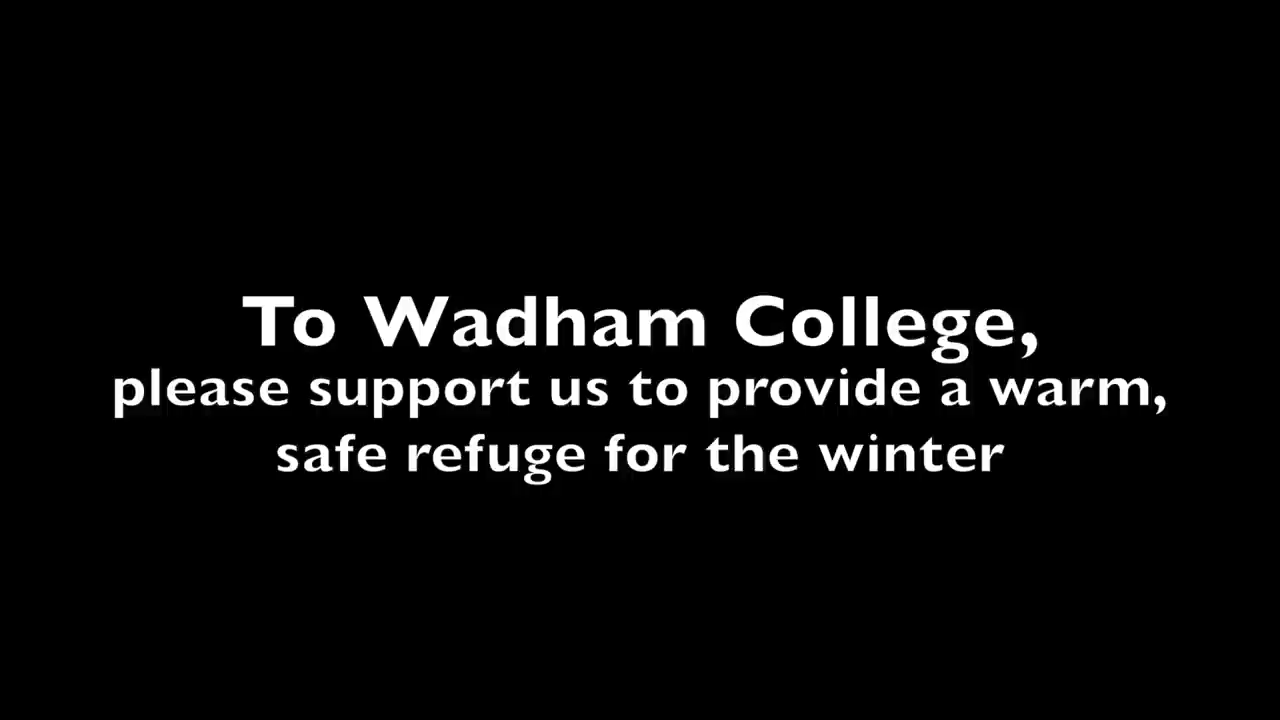 To Wadham College,
please support us to provide a warm,
safe refuge for the winter